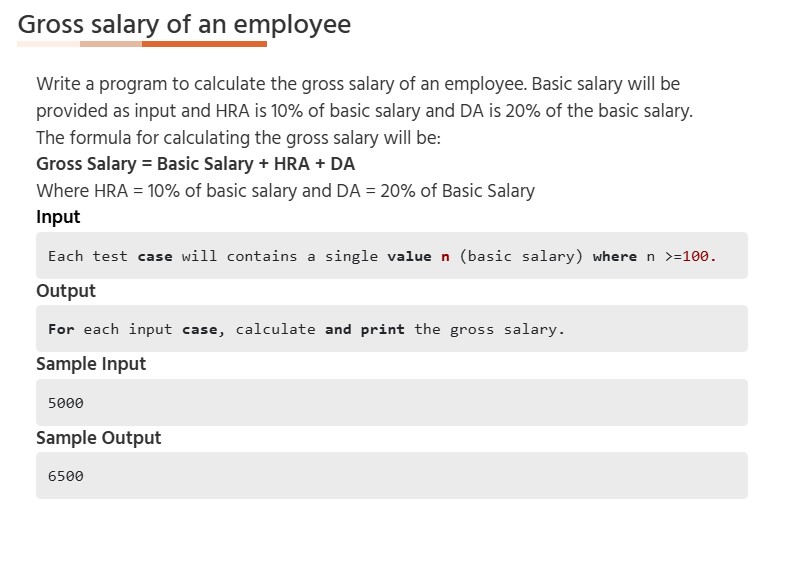 Gross salary of an employee
Write a program to calculate the gross salary of an employee. Basic salary will be
provided as input and HRA is 10% of basic salary and DA is 20% of the basic salary.
The formula for calculating the gross salary will be:
Gross Salary = Basic Salary + HRA + DA
Where HRA = 10% of basic salary and DA = 20% of Basic Salary
Input
Each test case will contains a single value n (basic salary) where n >=100.
Output
For each input case, calculate and print the gross salary.
Sample Input
5000
Sample Output
6500